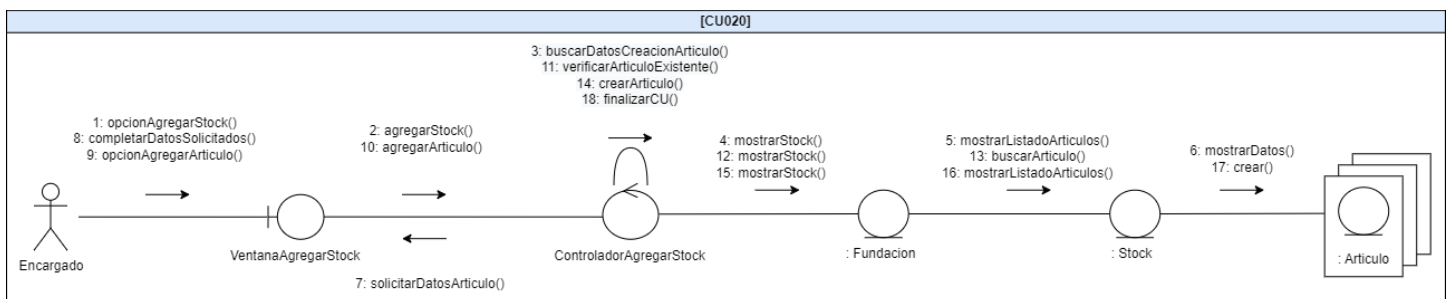 [CU020]
3: buscarDatosCreacionArticulo()
11: verificarArticuloExistente()
14: crearArticulo()
18: finalizarCU()
1: opcionAgregarStock()
8: completarDatosSolicitados()
9: opcionAgregarArticulo()
2: agregarStock()
10: agregarArticulo()
4: mostrarStock()
12: mostrarStock()
15: mostrarStock()
5: mostrarListadoArticulos()
13: buscarArticulo()
16: mostrarListadoArticulos()
6: mostrarDatos()
17: crear()
Encargado
VentanaAgregarStock
ControladorAgregarStock
: Fundacion
: Stock
: Articulo
7: solicitarDatosArticulo()